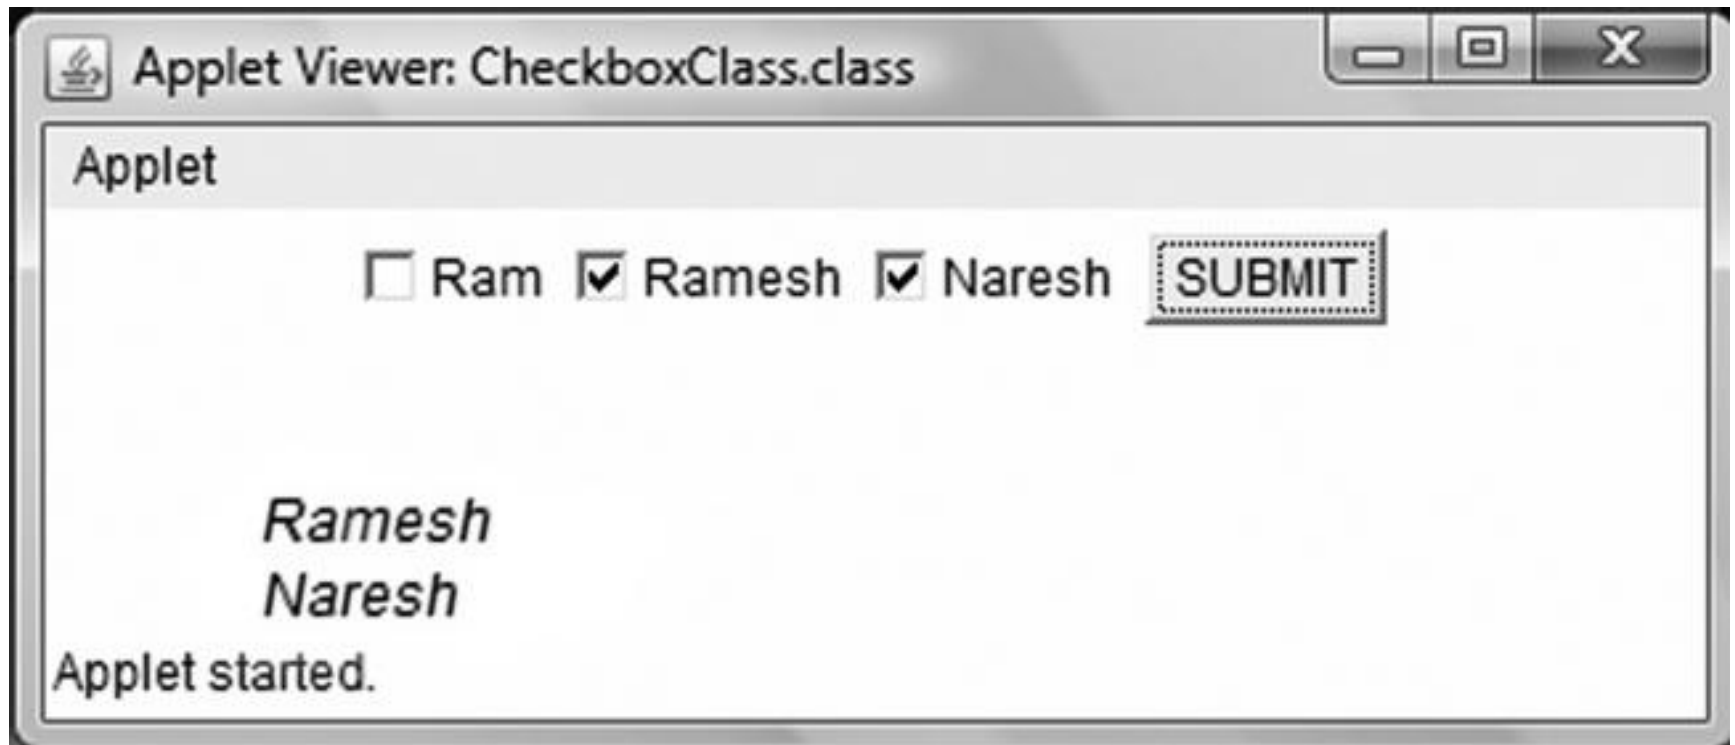 Applet Viewer: CheckboxClass.class
Applet
Ram Ramesh Naresh SUBMIT
Ramesh
Naresh
Applet started.